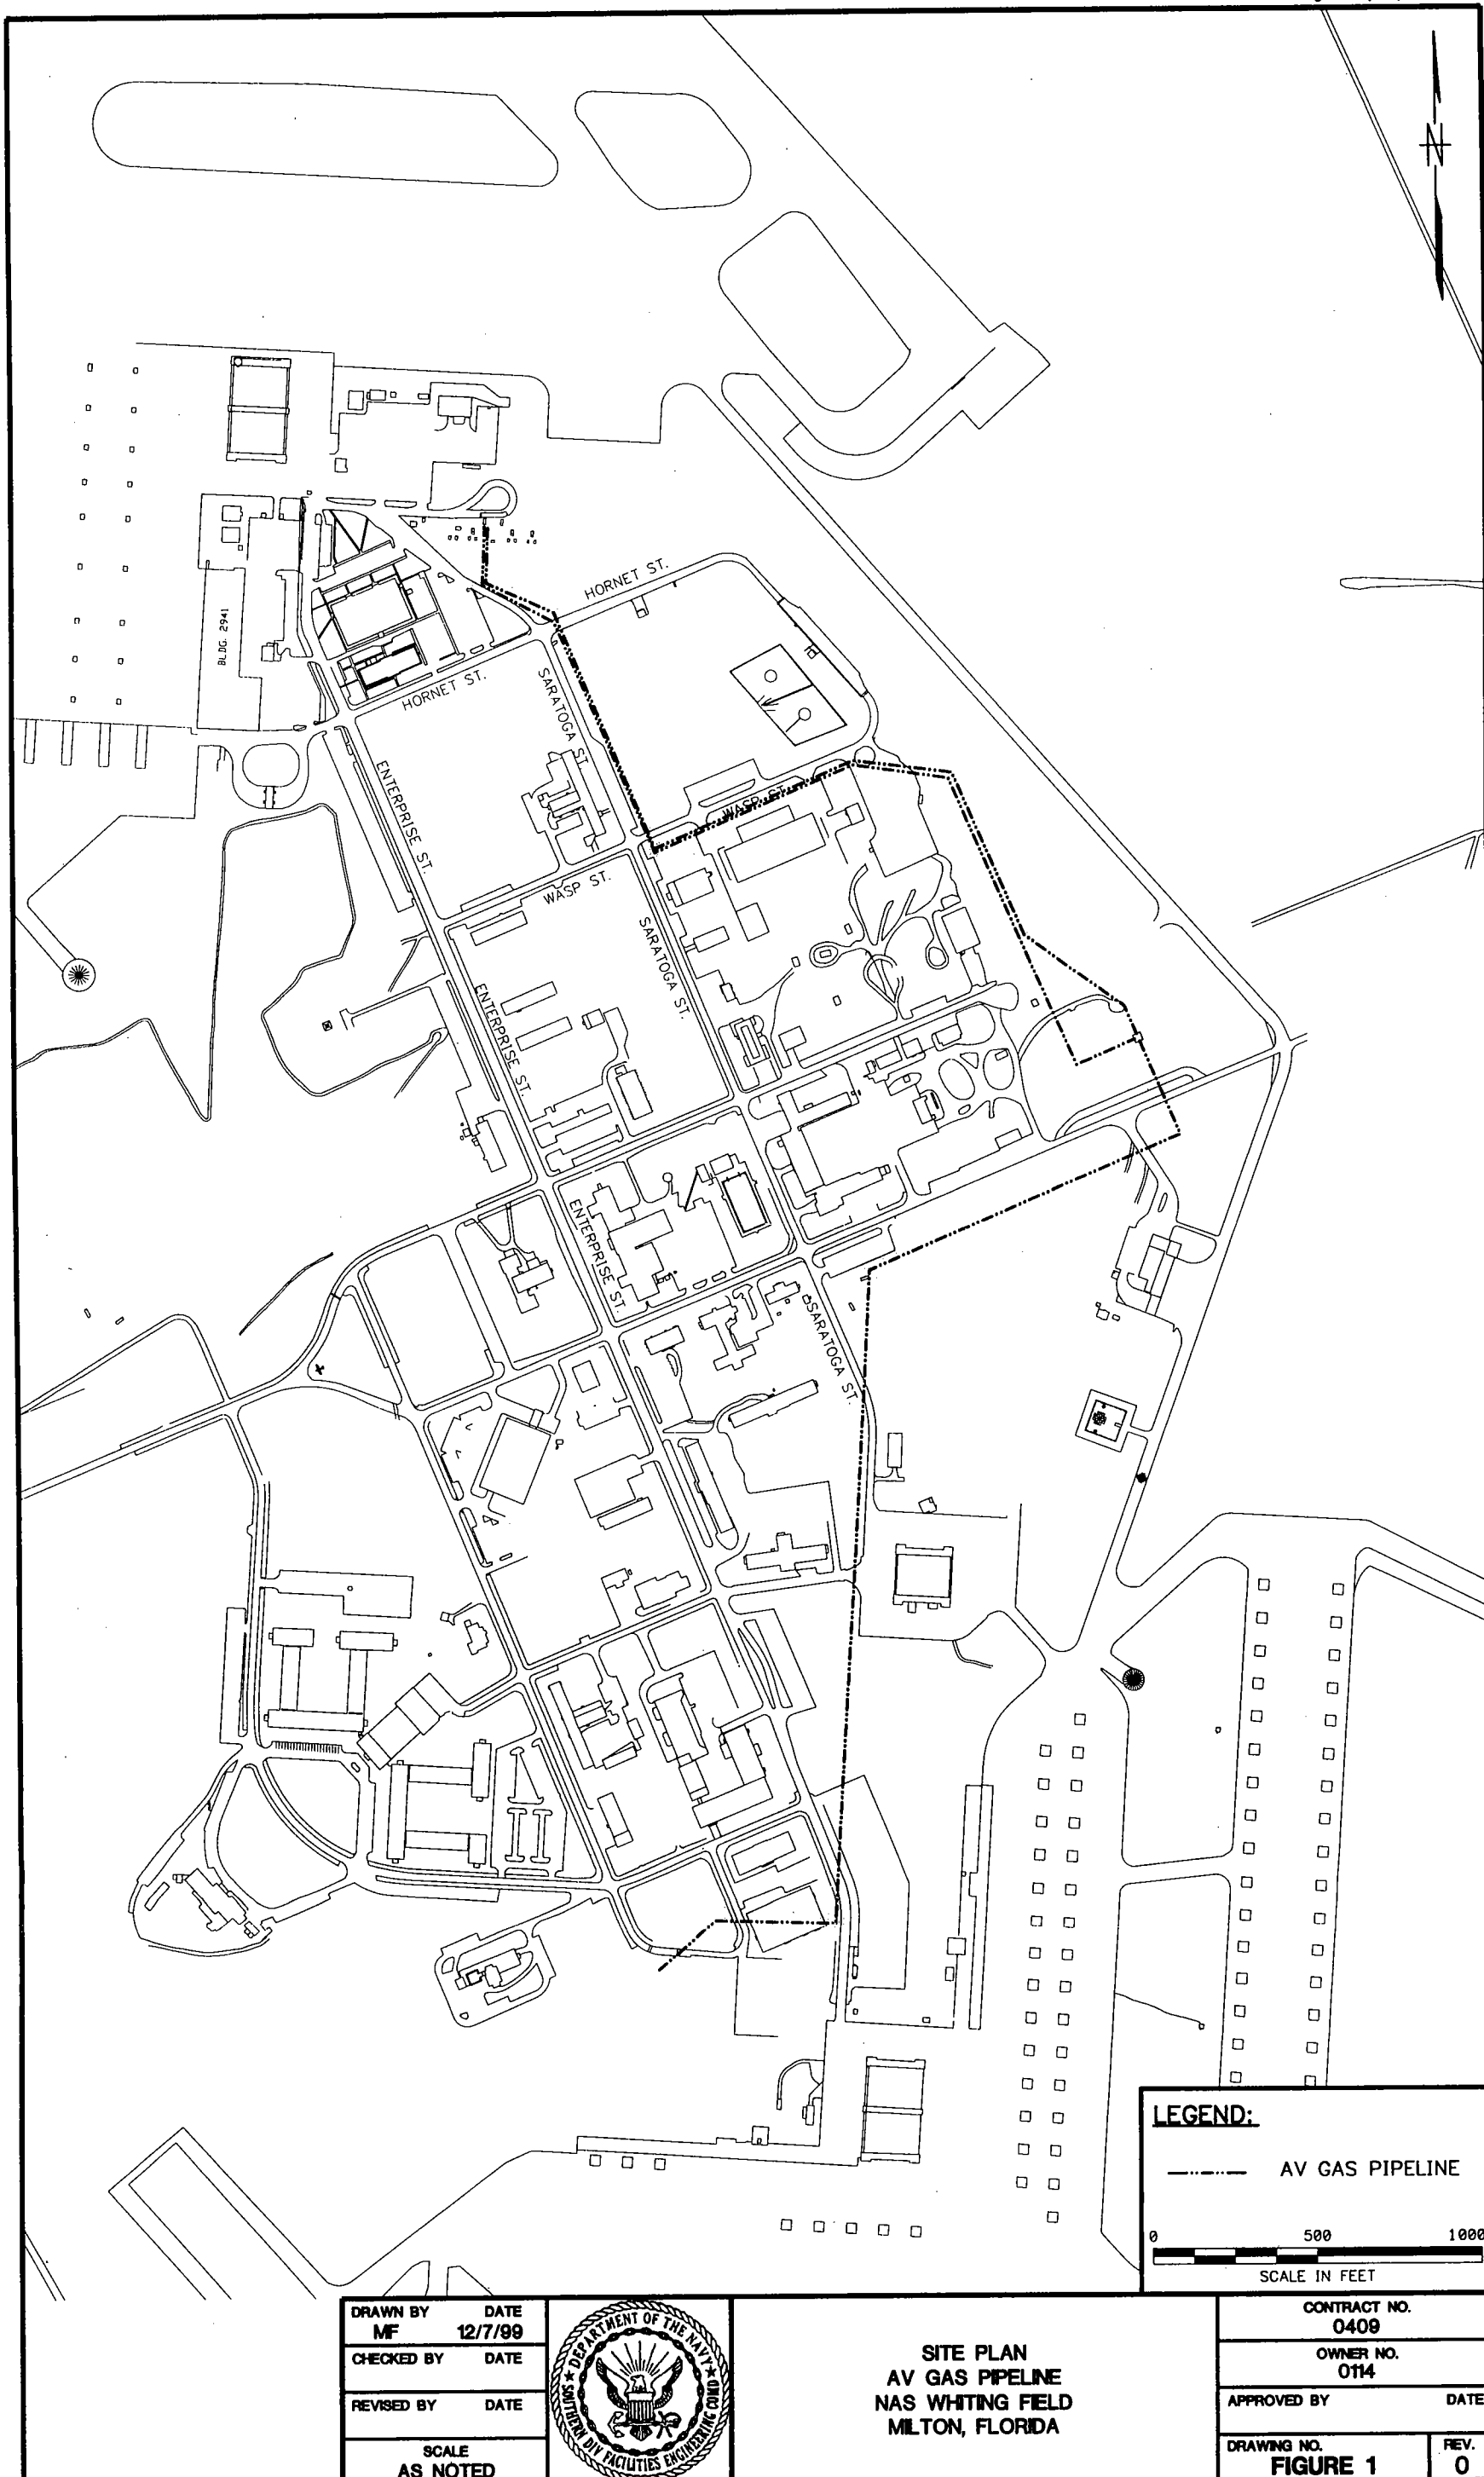 HORNET ST.
BLDG. 2941
HORNET ST.
SARATOGA ST.
ENTERPRISE ST.
WASP ST.
WASP ST.
SARATOGA ST.
ENTERPRISE ST.
ENTERPRISE ST.
SARATOGA ST.
LEGEND:
AV GAS PIPELINE
0 500 1000
SCALE IN FEET
DRAWN BY DATE
MF 12/7/99
CHECKED BY DATE
REVISED BY DATE
SCALE
AS NOTED
DEPARTMENT OF THE NAVY
SOUTHERN DIV FACILITIES ENGINEERING COMD
SITE PLAN
AV GAS PIPELINE
NAS WHITING FIELD
MILTON, FLORIDA
CONTRACT NO.
0409
OWNER NO.
0114
APPROVED BY DATE
DRAWING NO. REV.
FIGURE 1 0
N